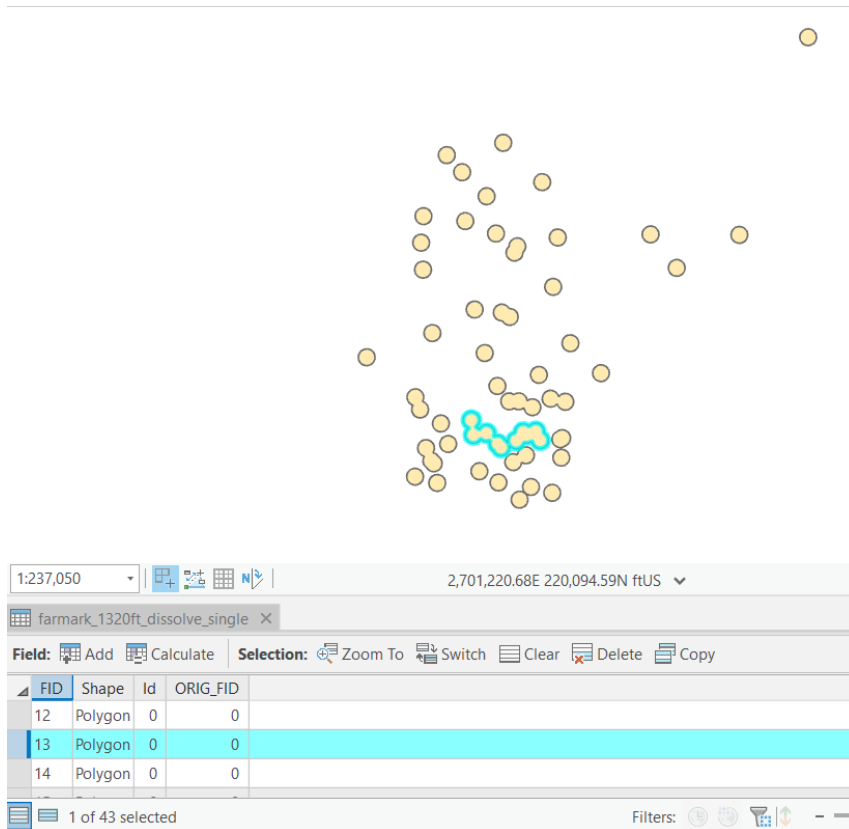 1:237,050 N 2,701,220.68E 220,094.59N ftUS
farmark_1320ft_dissolve_single
Field: Add Calculate Selection: Zoom To Switch Clear Delete Copy
FID Shape Id ORIG_FID
12 Polygon 0 0
13 Polygon 0 0
14 Polygon 0 0
1 of 43 selected Filters: